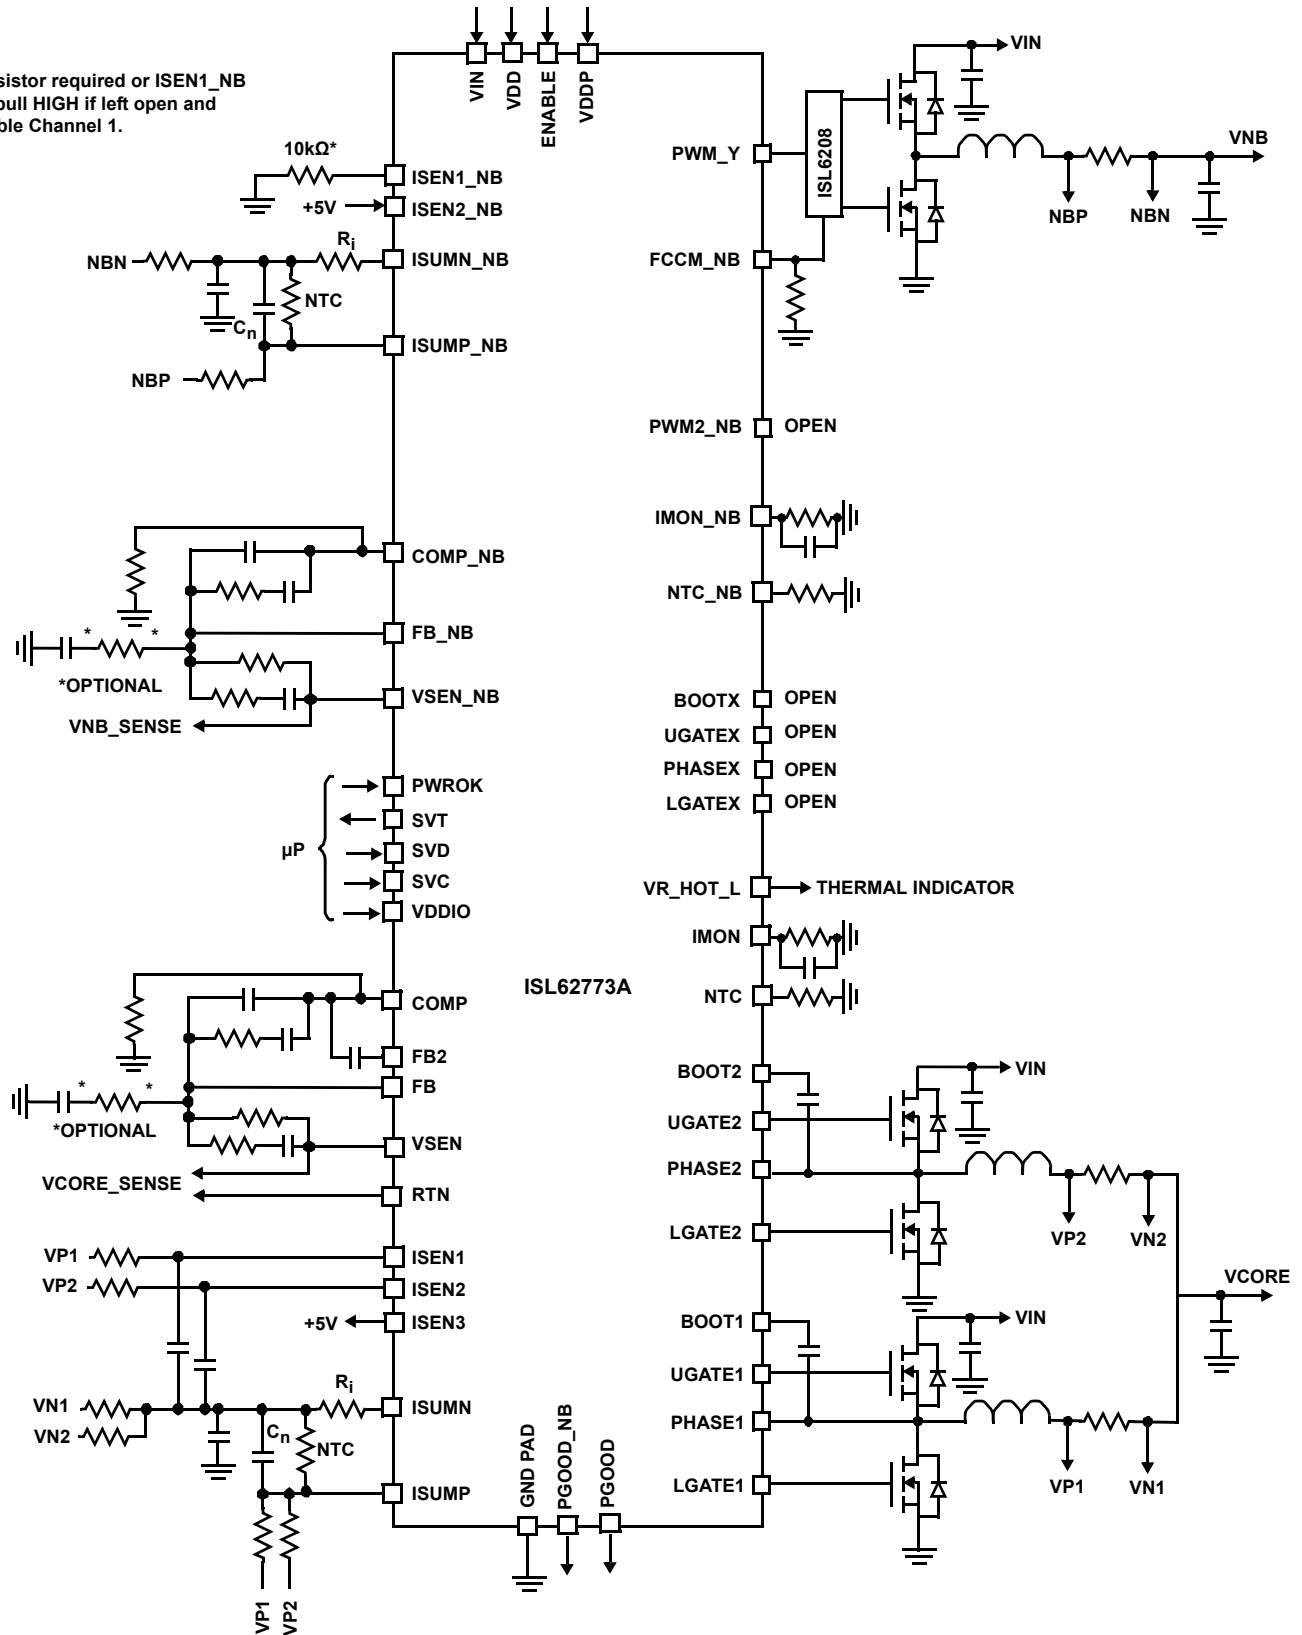 sistor required or ISEN1_NB
pull HIGH if left open and
ble Channel 1.
VIN
VDD
ENABLE
VDDP
10kΩ*
ISEN1_NB
+5V
ISEN2_NB
Ri
NBN
ISUMN_NB
NTC
Cn
ISUMP_NB
NBP
PWM_Y
ISL6208
VIN
VNB
NBP
NBN
FCCM_NB
PWM2_NB
OPEN
IMON_NB
COMP_NB
NTC_NB
FB_NB
* *
*OPTIONAL
VSEN_NB
VNB_SENSE
BOOTX
OPEN
UGATEX
OPEN
PHASEX
OPEN
LGATEX
OPEN
µP
PWROK
SVT
SVD
SVC
VDDIO
VR_HOT_L
THERMAL INDICATOR
IMON
ISL62773A
NTC
COMP
FB2
FB
* *
*OPTIONAL
VSEN
VCORE_SENSE
RTN
BOOT2
VIN
UGATE2
PHASE2
LGATE2
VP2
VN2
VCORE
VP1
ISEN1
VP2
ISEN2
+5V
ISEN3
BOOT1
VIN
UGATE1
PHASE1
LGATE1
VP1
VN1
Ri
VN1
ISUMN
VN2
Cn
NTC
ISUMP
VP1
VP2
GND PAD
PGOOD_NB
PGOOD